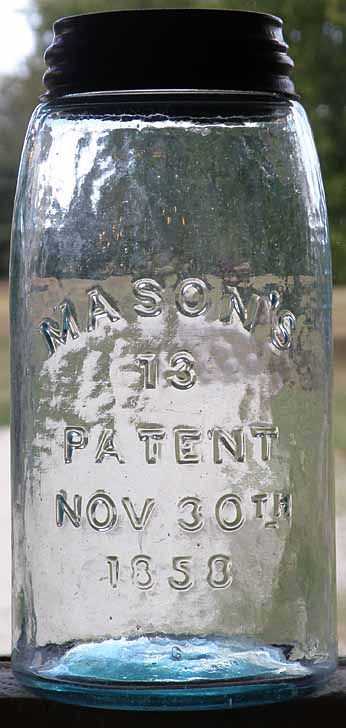 MASON'S
13
PATENT
NOV 30TH
1858